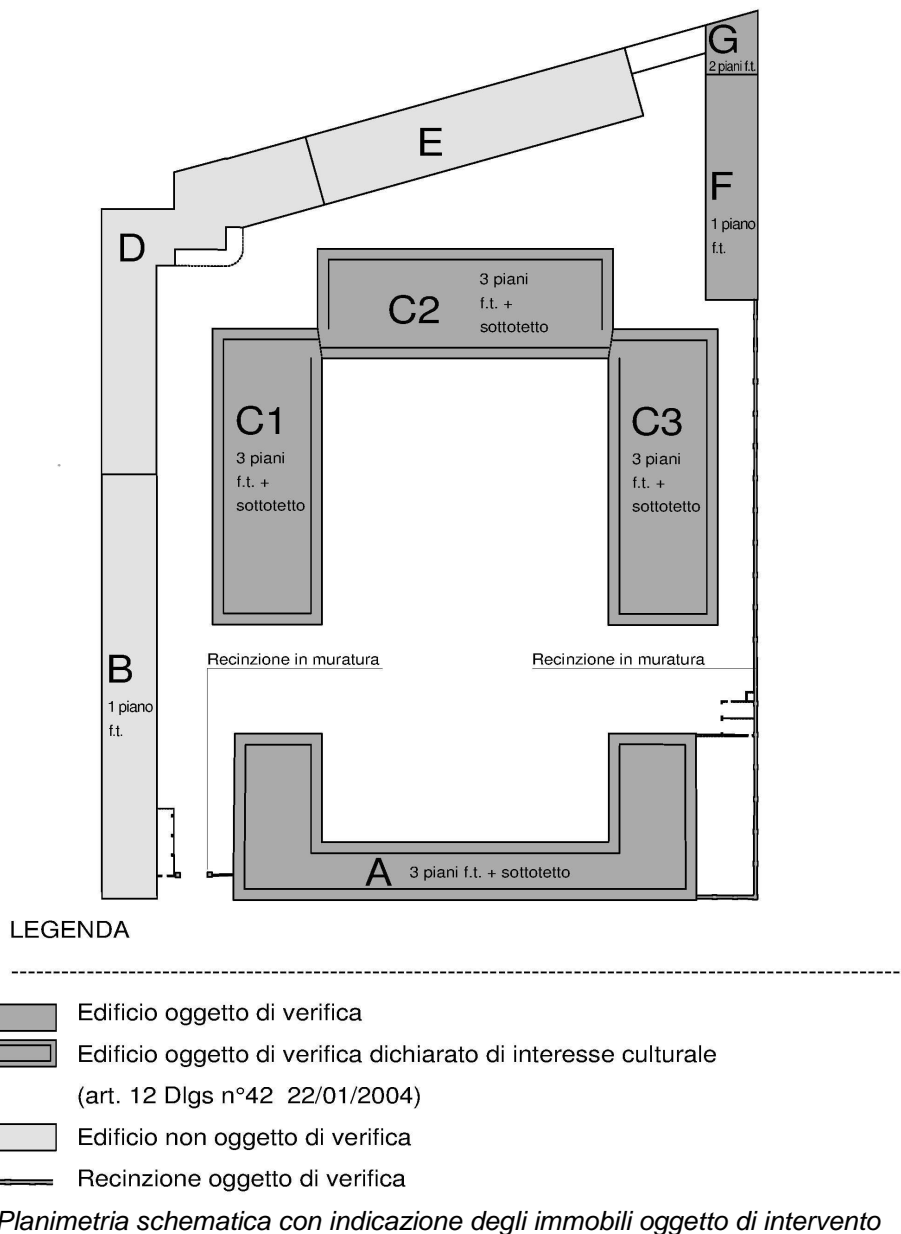 G
2 piani f.t.
E
F
1 piano
f.t.
D
C2
3 piani
f.t. +
sottotetto
C1
3 piani
f.t. +
sottotetto
C3
3 piani
f.t. +
sottotetto
B
1 piano
f.t.
Recinzione in muratura
Recinzione in muratura
A
3 piani f.t. + sottotetto
LEGENDA
Edificio oggetto di verifica
Edificio oggetto di verifica dichiarato di interesse culturale
(art. 12 Dlgs n°42 22/01/2004)
Edificio non oggetto di verifica
Recinzione oggetto di verifica
Planimetria schematica con indicazione degli immobili oggetto di intervento